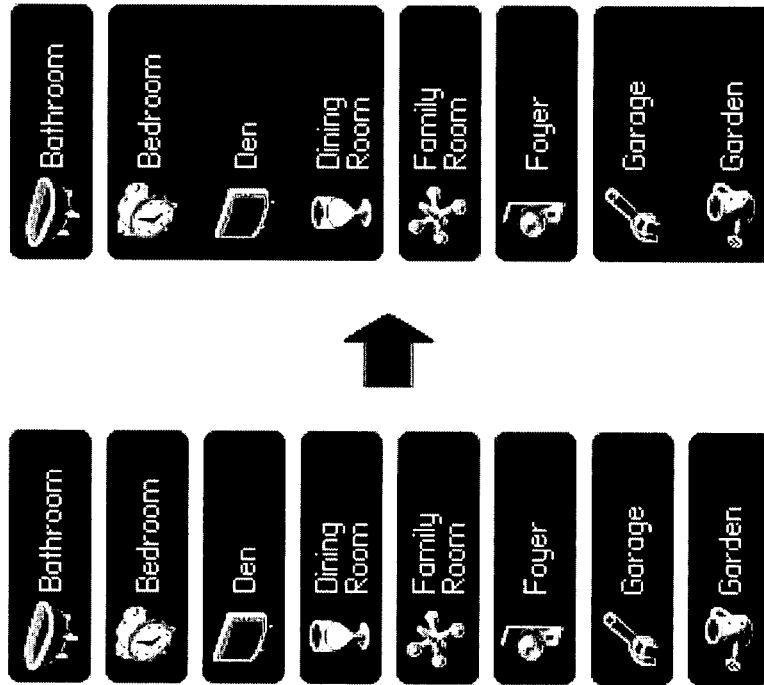 Bathroom
Bedroom
Den
Dining
Room
Family
Room
Foyer
Garage
Garden
Bathroom
Bedroom
Den
Dining
Room
Family
Room
Foyer
Garage
Garden